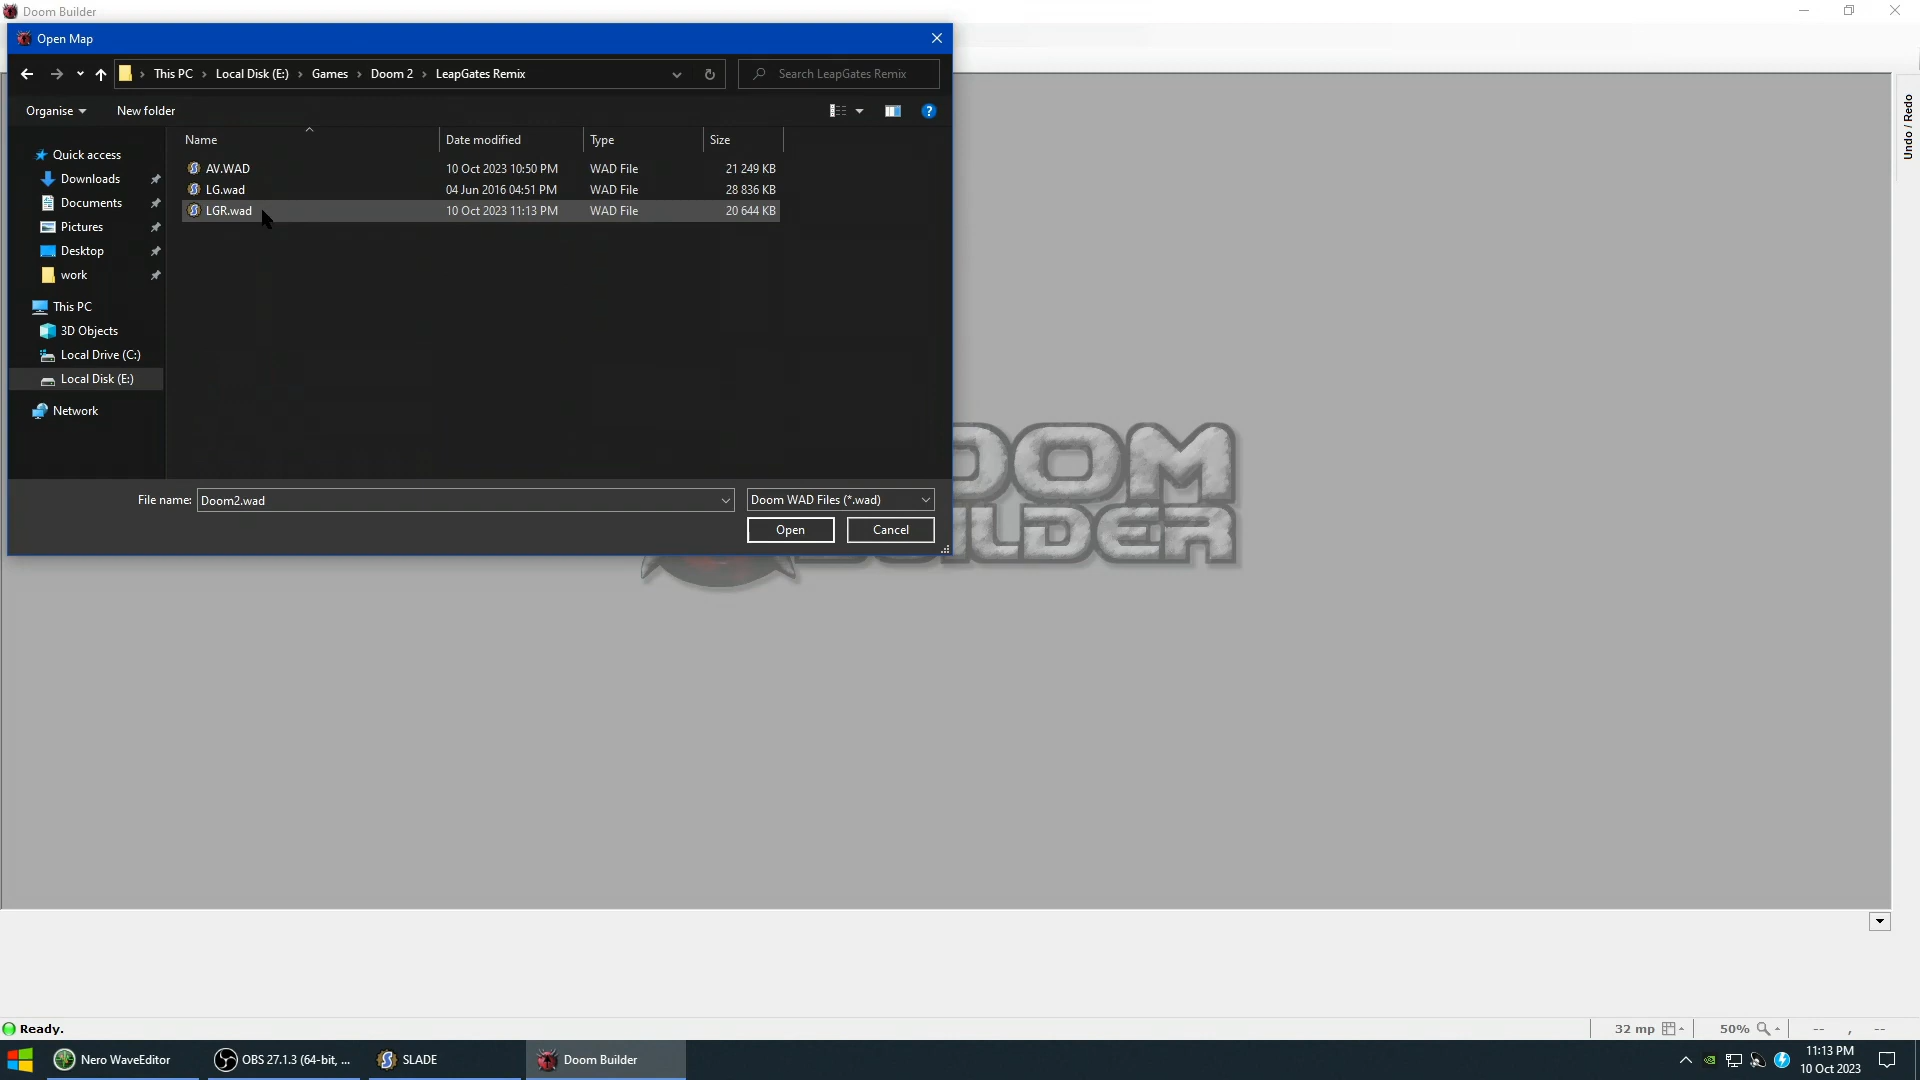 Doom Builder
Open Map
This PC > Local Disk (E:) > Games > Doom 2 > LeapGates Remix
Search LeapGates Remix
Organise
New folder
Undo / Redo
Name
Date modified
Type
Size
Quick access
Downloads
Documents
Pictures
Desktop
work
This PC
3D Objects
Local Drive (C:)
Local Disk (E:)
Network
AV.WAD 10 Oct 2023 10:50 PM WAD File 21 249 KB
LG.wad 04 Jun 2016 04:51 PM WAD File 28 836 KB
LGR.wad 10 Oct 2023 11:13 PM WAD File 20 644 KB
File name: Doom2.wad
Doom WAD Files (*.wad)
Open
Cancel
OOM
ILDER
Ready.
32 mp
50%
-- , --
Nero WaveEditor
OBS 27.1.3 (64-bit, ...
SLADE
Doom Builder
11:13 PM
10 Oct 2023